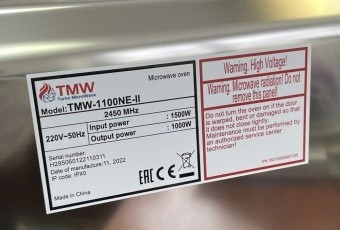 TMW
Turbo MicroWave
Microwave oven
Model: TMW-1100NE-II
2450 MHz
220V~50Hz
Input power : 1500W
Output power : 1000W
Serial number:
H285060122110311
Date of manufacture: 11, 2022
IP code: IPX0
Made in China
EAC CE
Warning. High Voltage!
Warning. Microwave radiation! Do not
remove this panel!
Do not turn the oven on if the door
is warped, bent or broken so that
it does not close tightly.
Maintenance must be performed by
an authorized service center
technician!